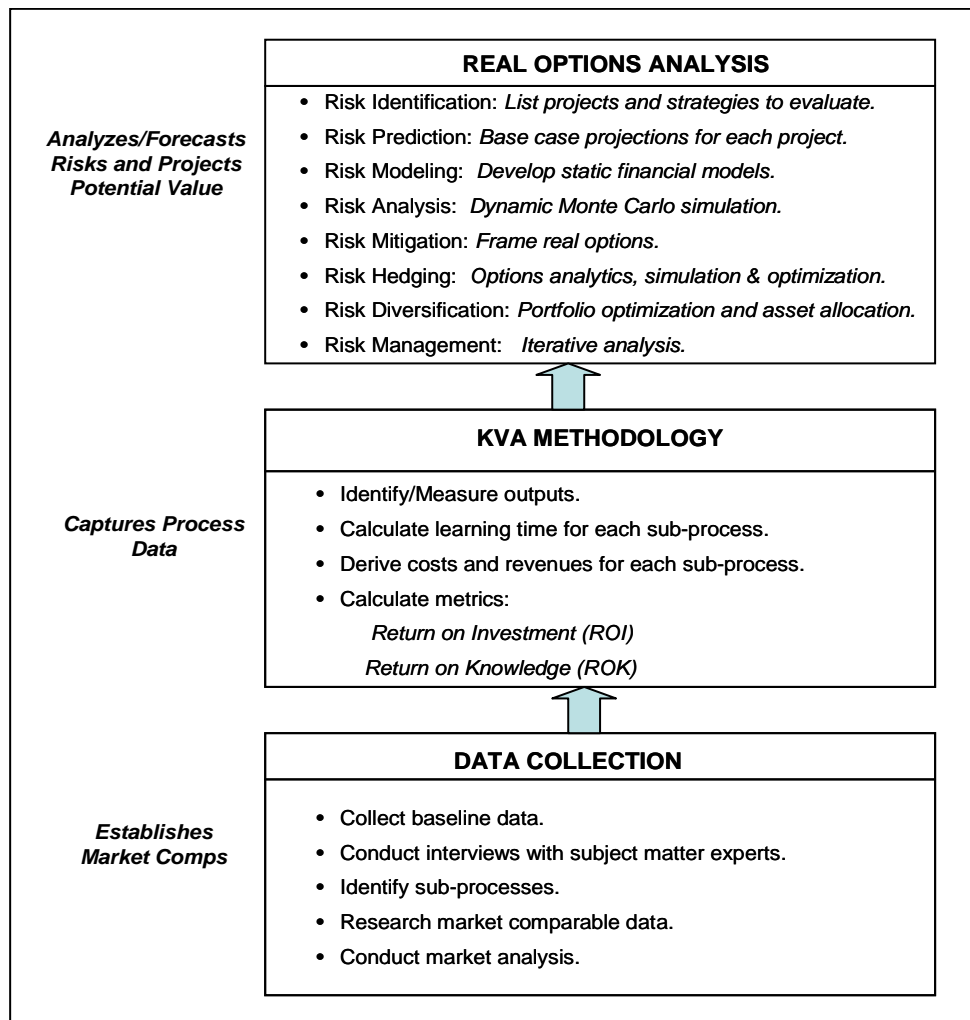 REAL OPTIONS ANALYSIS
Analyzes/Forecasts
Risks and Projects
Potential Value
• Risk Identification: List projects and strategies to evaluate.
• Risk Prediction: Base case projections for each project.
• Risk Modeling: Develop static financial models.
• Risk Analysis: Dynamic Monte Carlo simulation.
• Risk Mitigation: Frame real options.
• Risk Hedging: Options analytics, simulation & optimization.
• Risk Diversification: Portfolio optimization and asset allocation.
• Risk Management: Iterative analysis.
KVA METHODOLOGY
Captures Process
Data
• Identify/Measure outputs.
• Calculate learning time for each sub-process.
• Derive costs and revenues for each sub-process.
• Calculate metrics:
Return on Investment (ROI)
Return on Knowledge (ROK)
DATA COLLECTION
Establishes
Market Comps
• Collect baseline data.
• Conduct interviews with subject matter experts.
• Identify sub-processes.
• Research market comparable data.
• Conduct market analysis.